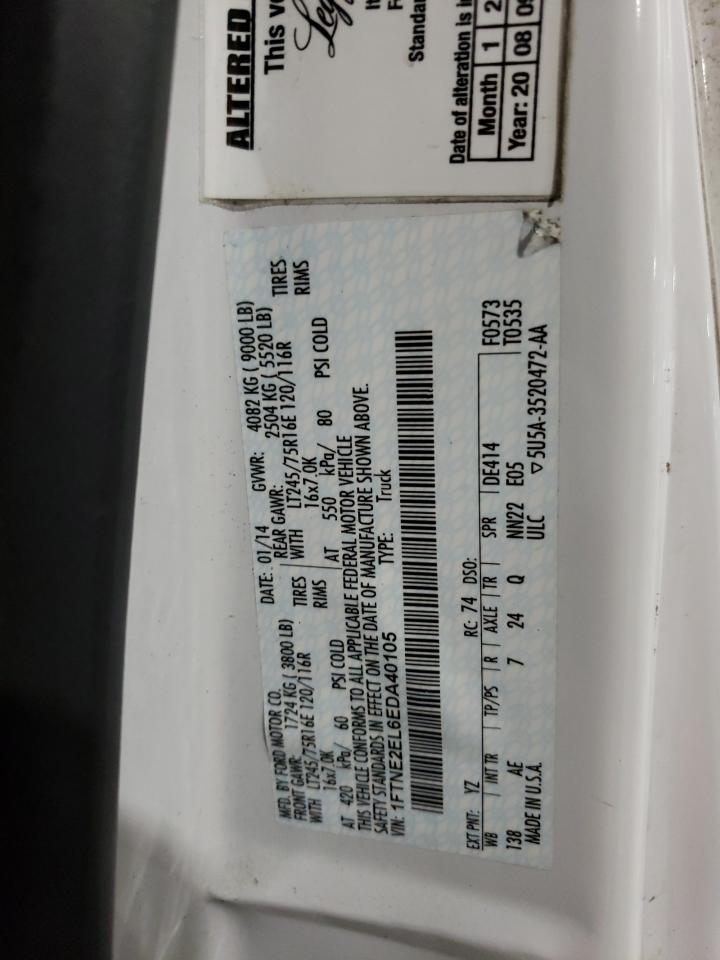 ALTERED
This ve
It
F
Standar
Date of alteration is i
Month 1 2
Year: 20 08 09
MFD. BY FORD MOTOR CO.
DATE: 01/14 GVWR: 4082 KG ( 9000 LB)
FRONT GAWR: 1724 KG ( 3800 LB) REAR GAWR: 2504 KG ( 5520 LB)
WITH LT245/75R16E 120/116R TIRES WITH LT245/75R16E 120/116R TIRES
16x7.0K RIMS 16x7.0K RIMS
AT 420 kPa/ 60 PSI COLD AT 550 kPa/ 80 PSI COLD
THIS VEHICLE CONFORMS TO ALL APPLICABLE FEDERAL MOTOR VEHICLE
SAFETY STANDARDS IN EFFECT ON THE DATE OF MANUFACTURE SHOWN ABOVE.
VIN: 1FTNE2EL6EDA40105 TYPE: Truck
EXT PNT: YZ RC: 74 DSO: F0573
WB INT TR TP/PS R AXLE TR SPR DE414 T0535
138 AE 7 24 Q NN22 E05
MADE IN U.S.A. ULC ▽5U5A-3520472-AA